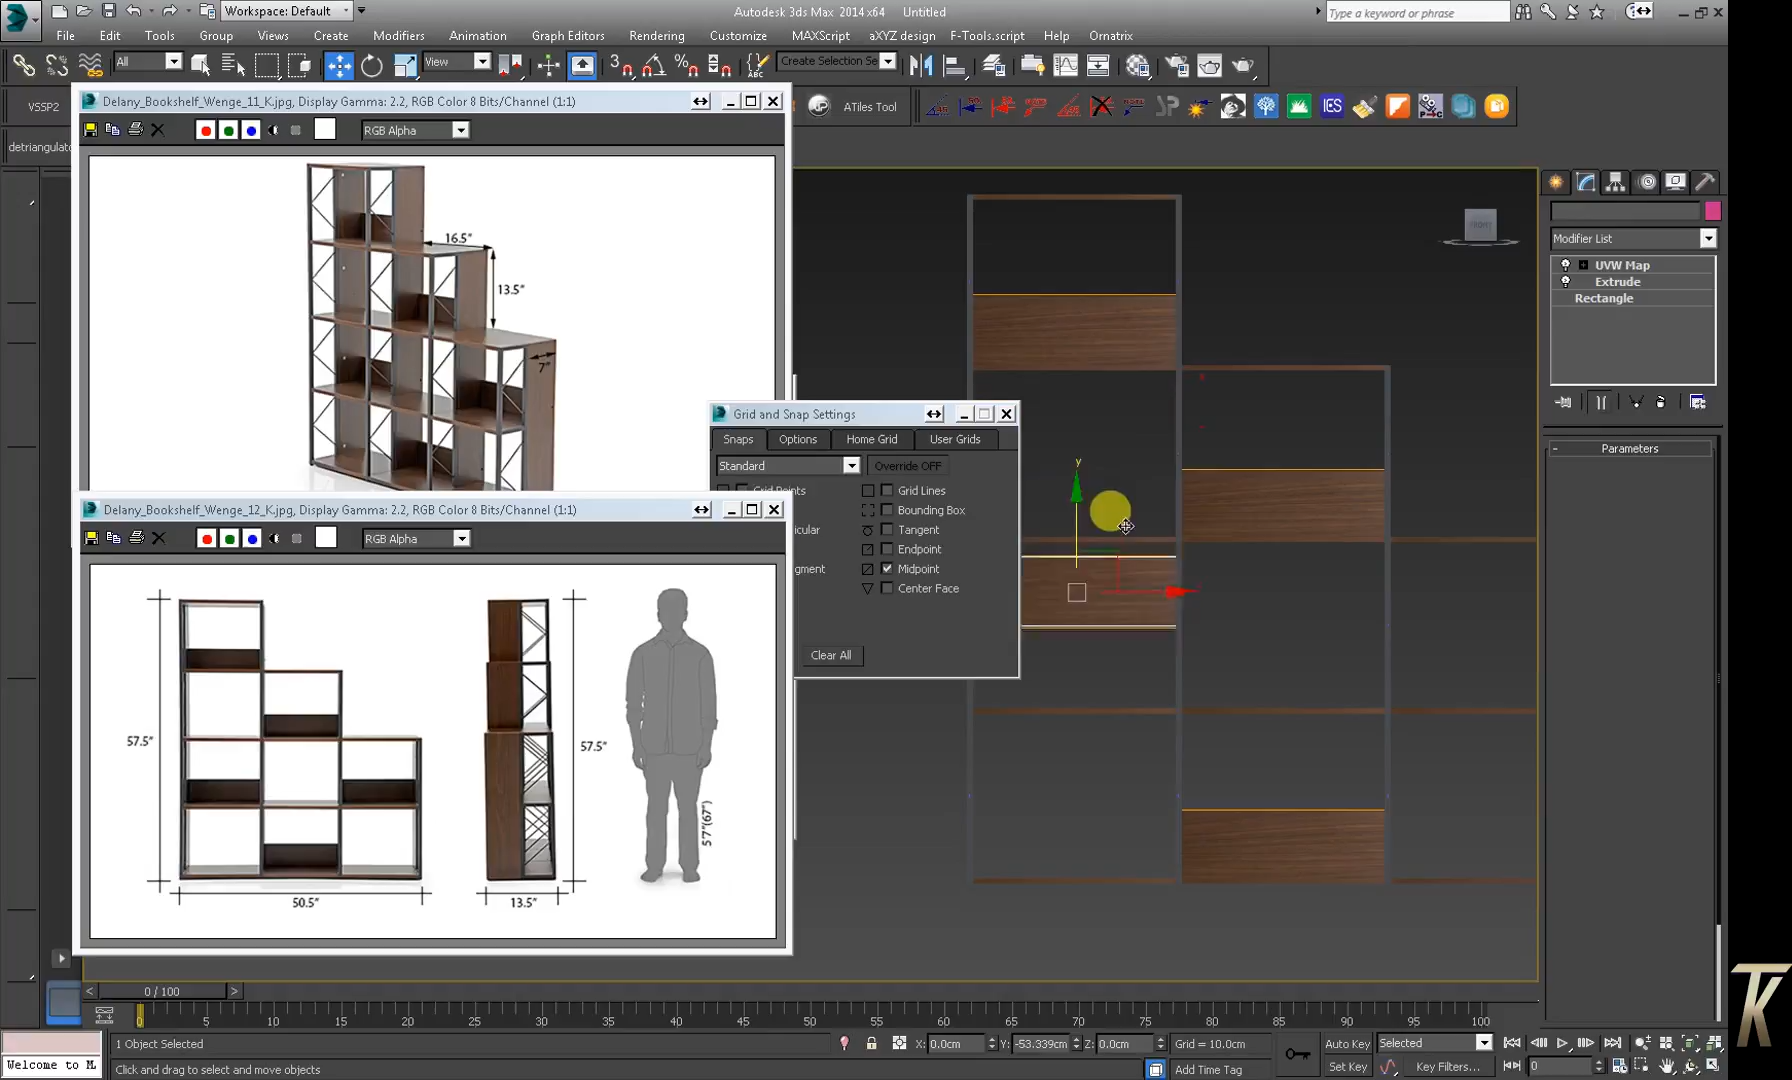 Workspace: Default
Autodesk 3ds Max 2014 x64 Untitled
Type a keyword or phrase
File Edit Tools Group Views Create Modifiers Animation Graph Editors Rendering Customize MAXScript aXYZ design F-Tools.script Help Ornatrix
All
View
3
Create Selection Se
ABC
VSSP2
ATiles Tool
IES
Delany_Bookshelf_Wenge_11_K.jpg, Display Gamma: 2.2, RGB Color 8 Bits/Channel (1:1)
RGB Alpha
16.5"
13.5"
7"
FRONT
Modifier List
UVW Map
Extrude
Rectangle
Parameters
Grid and Snap Settings
Snaps Options Home Grid User Grids
Standard
Override OFF
Grid Lines
Bounding Box
Tangent
Endpoint
Midpoint
Center Face
Clear All
y
Delany_Bookshelf_Wenge_12_K.jpg, Display Gamma: 2.2, RGB Color 8 Bits/Channel (1:1)
RGB Alpha
57.5"
57.5"
5'7"(67")
50.5"
13.5"
0 / 100
0 5 10 15 20 25 30 35 40 45 50 55 60 65 70 75 80 85 90 95 100
1 Object Selected
X: 0.0cm Y: -53.339cm Z: 0.0cm
Grid = 10.0cm
Auto Key
Selected
Welcome to M
Click and drag to select and move objects
Add Time Tag
Set Key
Key Filters...
0
TK